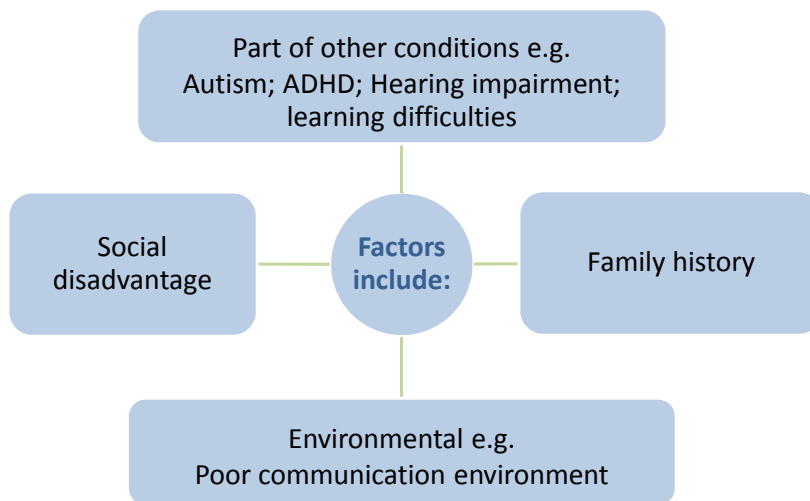 Part of other conditions e.g.
Autism; ADHD; Hearing impairment;
learning difficulties
Social
disadvantage
Factors
include:
Family history
Environmental e.g.
Poor communication environment